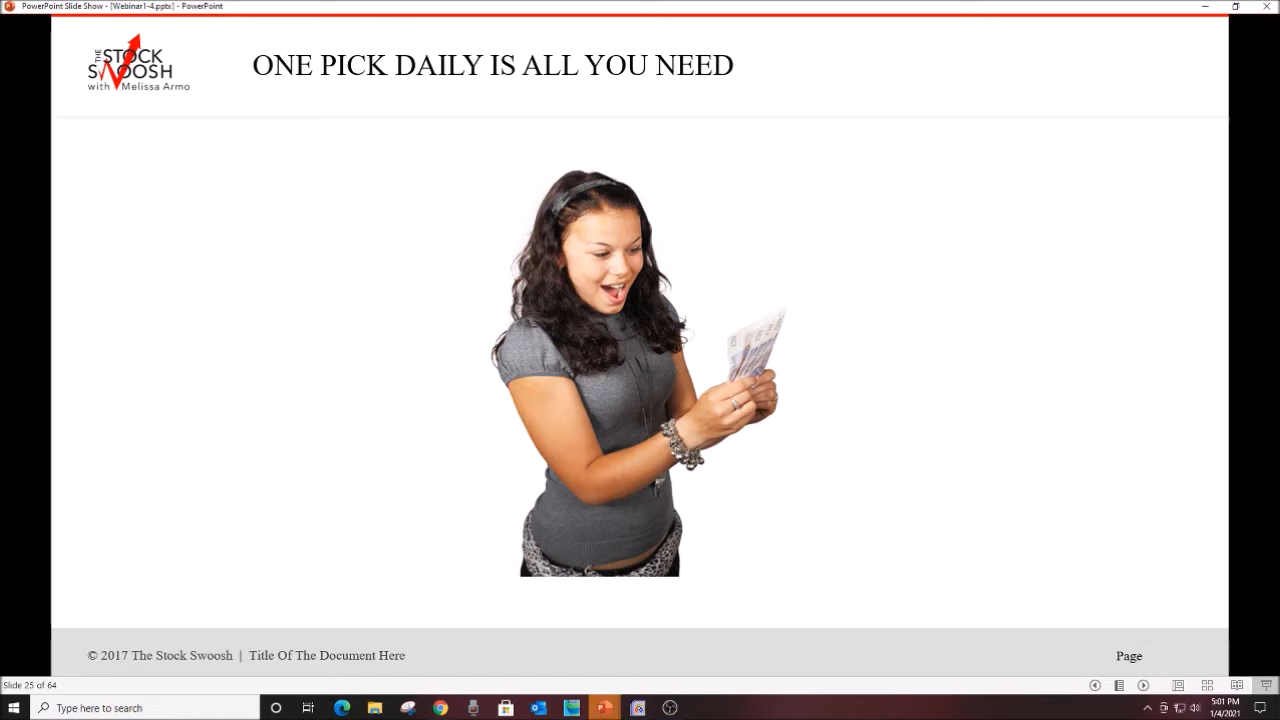 PowerPoint Slide Show - [Webinar1-4.pptx] - PowerPoint
THE
STOCK
SWOOSH
with Melissa Armo
ONE PICK DAILY IS ALL YOU NEED
© 2017 The Stock Swoosh | Title Of The Document Here
Page
Slide 25 of 64
Type here to search
5:01 PM
1/4/2021